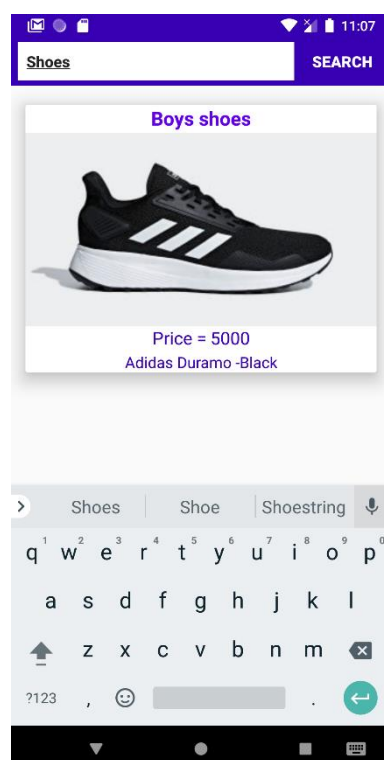 11:07
Shoes
SEARCH
Boys shoes
Price = 5000
Adidas Duramo -Black
Shoes
Shoe
Shoestring
q 1 w 2 e 3 r 4 t 5 y 6 u 7 i 8 o 9 p 0
a s d f g h j k l
z x c v b n m
?123 , .